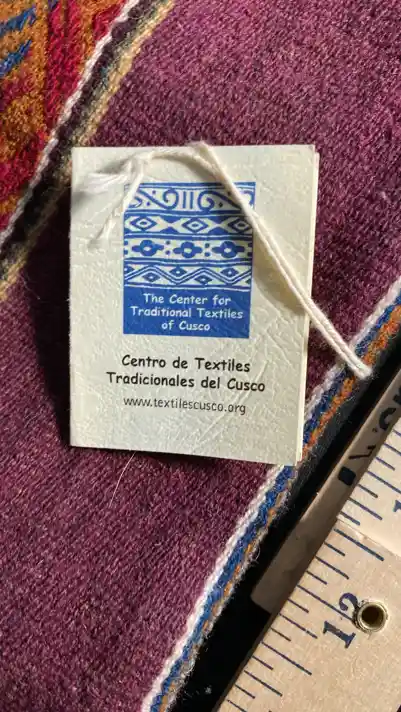 The Center for
Traditional Textiles
of Cusco
Centro de Textiles
Tradicionales del Cusco
www.textilescusco.org
12